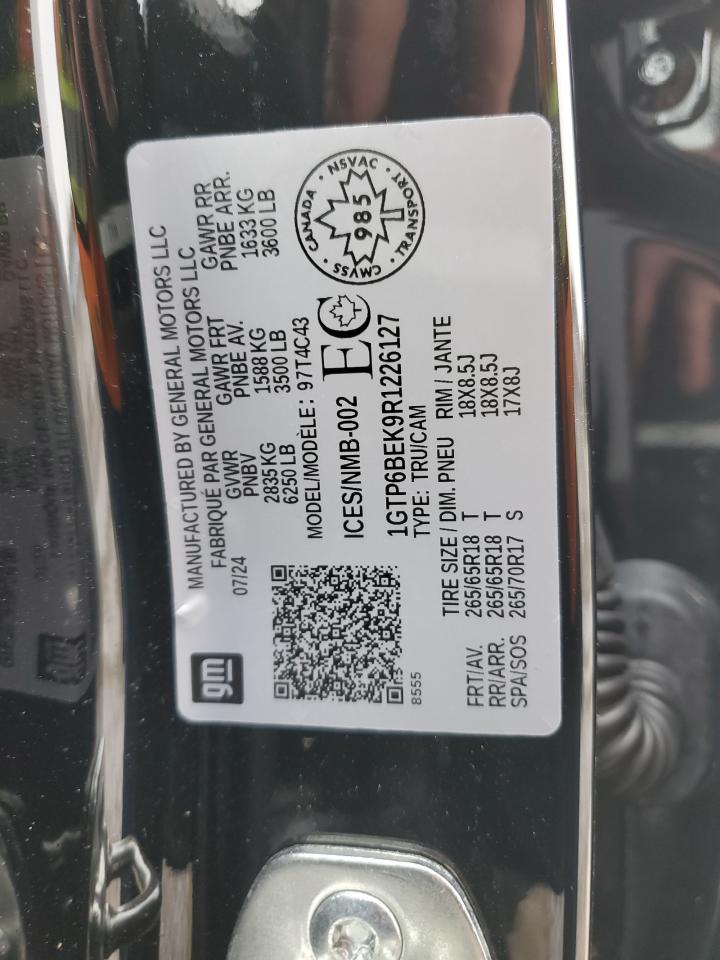 gm
MANUFACTURED BY GENERAL MOTORS LLC
FABRIQUÉ PAR GENERAL MOTORS LLC
07/24
GVWR GAWR FRT GAWR RR
PNBV PNBE AV. PNBE ARR.
2835 KG 1588 KG 1633 KG
6250 LB 3500 LB 3600 LB
MODEL/MODÈLE: 97T4C43
ICES/NMB-002 EC
CANADA · NSVAC · TRANSPORT · CMVSS
985
1GTP6BEK9R1226127
TYPE: TRU/CAM
8555
TIRE SIZE / DIM. PNEU RIM / JANTE
FRT/AV. 265/65R18 T 18X8.5J
RR/ARR. 265/65R18 T 18X8.5J
SPA/SOS 265/70R17 S 17X8J